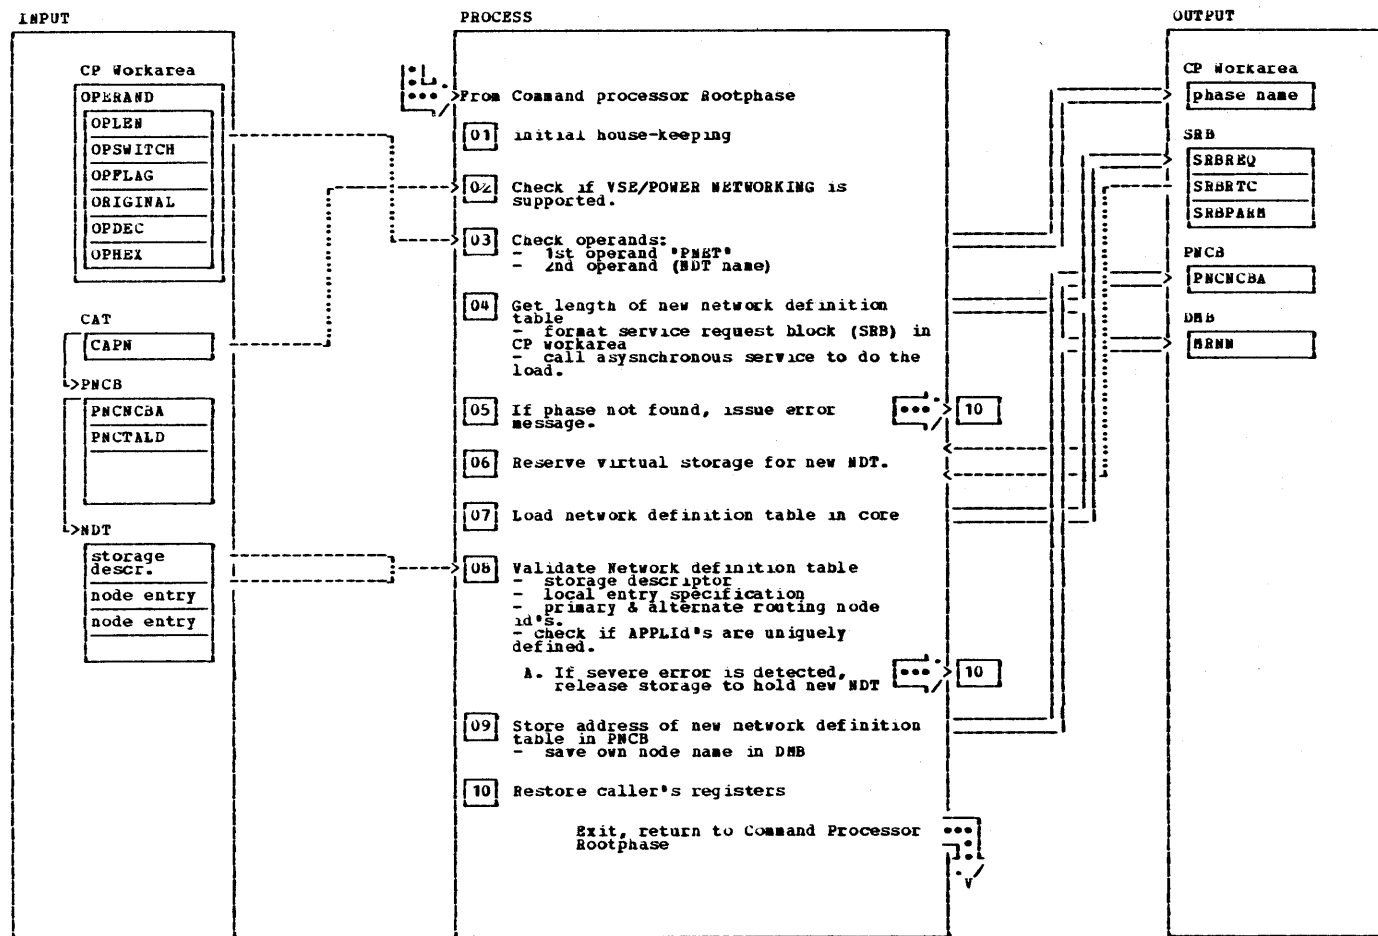 INPUT
PROCESS
OUTPUT
CP Workarea
OPERAND
OPLEN
OPSWITCH
OPFLAG
ORIGINAL
OPDEC
OPHEX
CAT
CAPN
>PNCB
PNCNCBA
PNCTALD
>NDT
storage
descr.
node entry
node entry
>From Command processor Rootphase
01 initial house-keeping
02 Check if VSE/POWER NETWORKING is
supported.
03 Check operands:
- 1st operand 'PNET'
- 2nd operand (NDT name)
04 Get length of new network definition
table
- format service request block (SRB) in
CP workarea
- call asysnchronous service to do the
load.
05 If phase not found, issue error
message.
10
06 Reserve virtual storage for new NDT.
07 Load network definition table in core
08 Validate Network definition table
- storage descriptor
- local entry specification
- primary & alternate routing node
id's.
- check if APPLId's are uniquely
defined.
A. If severe error is detected,
release storage to hold new NDT
10
09 Store address of new network definition
table in PNCB
- save own node name in DMB
10 Restore caller's registers
Exit, return to Command Processor
Rootphase
CP Workarea
phase name
SRB
SRBREQ
SRBRTC
SRBPARM
PNCB
PNCNCBA
DMB
MRNN